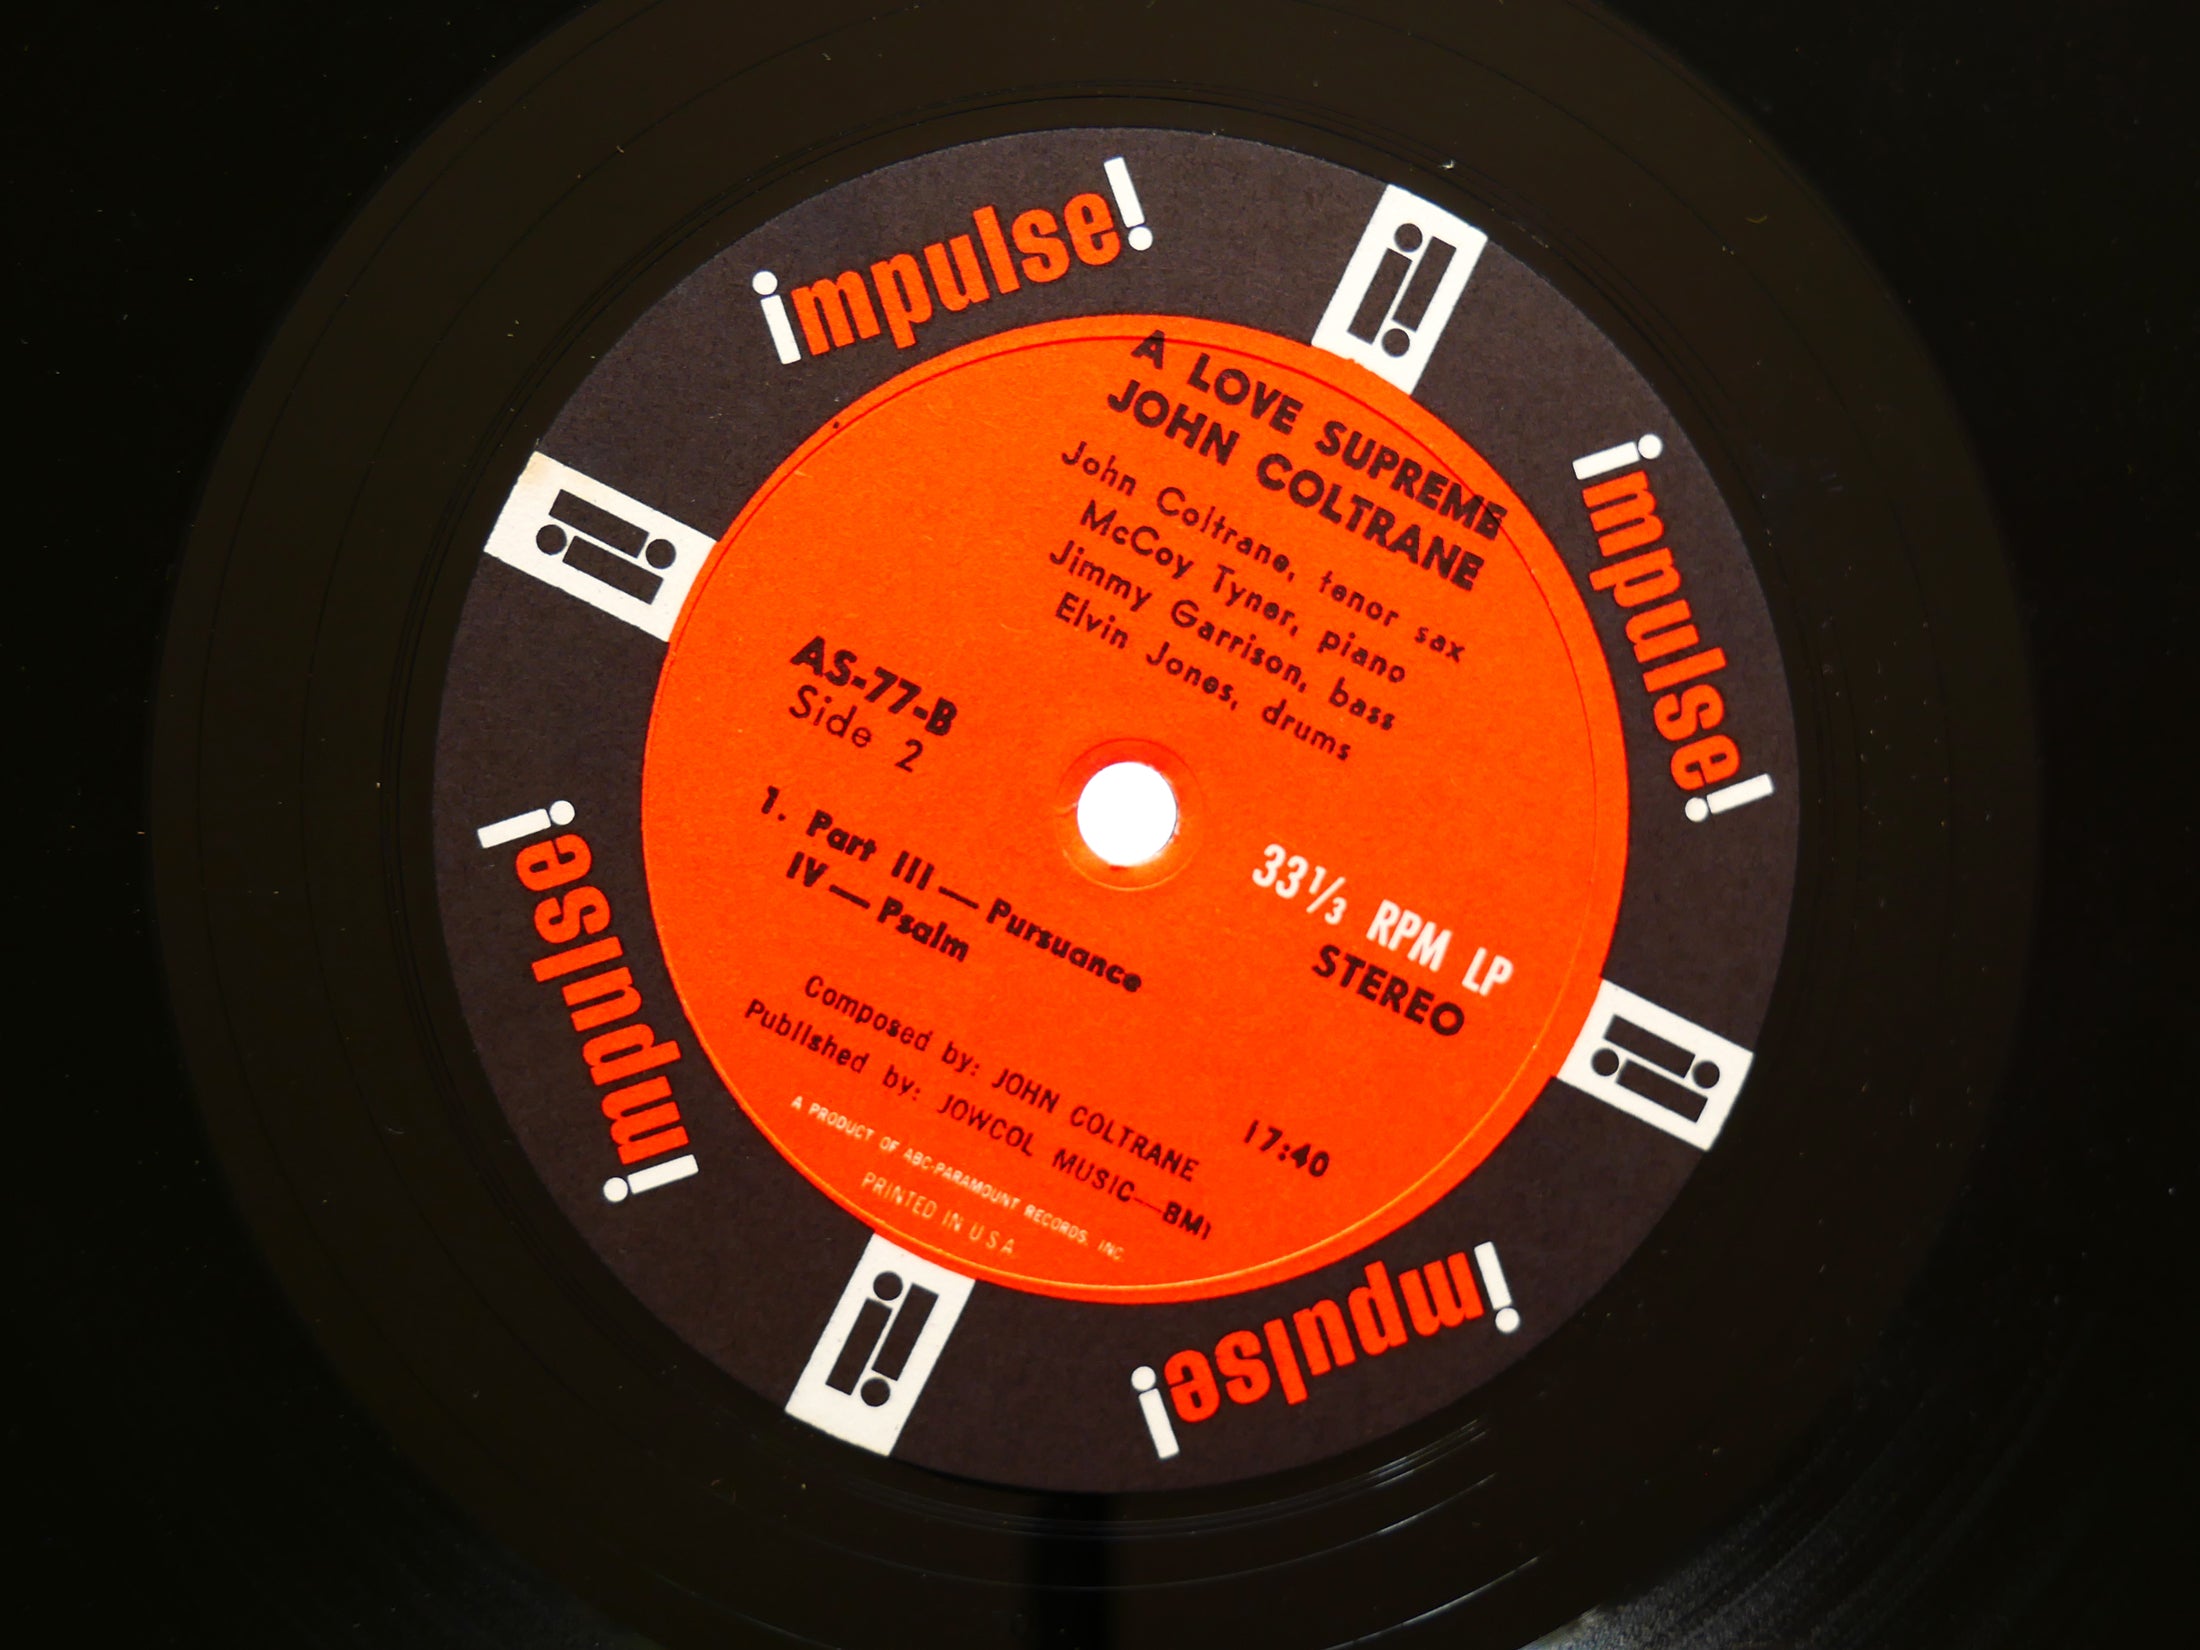 impulse!
A LOVE SUPREME
JOHN COLTRANE
John Coltrane, tenor sax
McCoy Tyner, piano
Jimmy Garrison, bass
Elvin Jones, drums
AS-77-B
Side 2
33 1/3 RPM LP
STEREO
1. Part III — Pursuance
IV — Psalm
17:40
Composed by: JOHN COLTRANE
Published by: JOWCOL MUSIC—BMI
A PRODUCT OF ABC-PARAMOUNT RECORDS, INC.
PRINTED IN U S A
i!
impulse!
i!
impulse!
i!
impulse!
i!